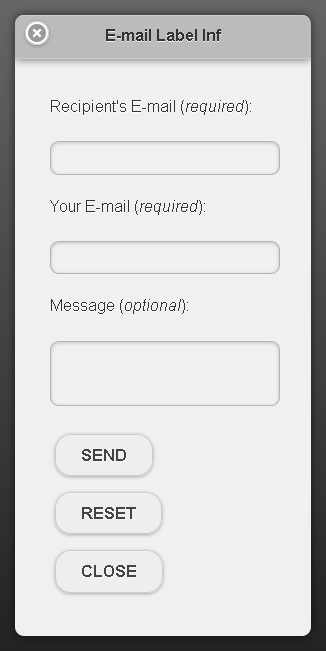 E-mail Label Inf
Recipient's E-mail (required):
Your E-mail (required):
Message (optional):
SEND
RESET
CLOSE